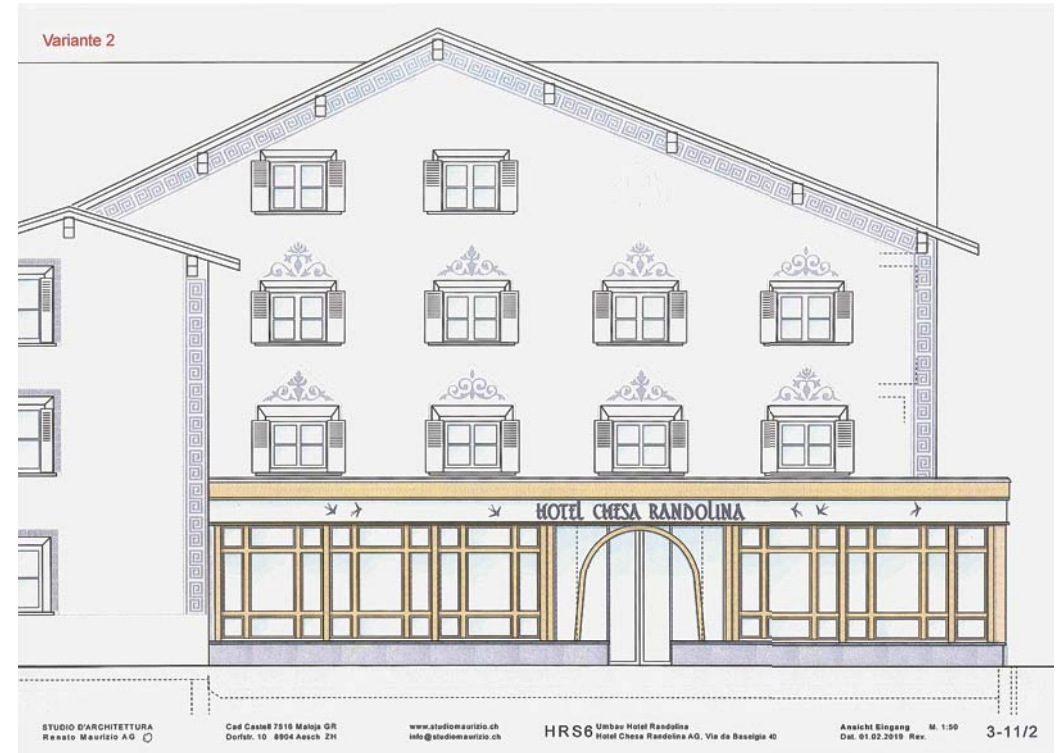 Variante 2
HOTEL CHESA RANDOLINA
STUDIO D'ARCHITETTURA
Renato Maurizio AG
Cad Castell 7516 Maloja GR
Dorfstr. 10 8904 Aesch ZH
www.studiomaurizio.ch
info@studiomaurizio.ch
HRS6
Umbau Hotel Randolina
Hotel Chesa Randolina AG, Via da Baselgia 40
Ansicht Eingang M. 1:50
Dat. 01.02.2019 Rev.
3-11/2